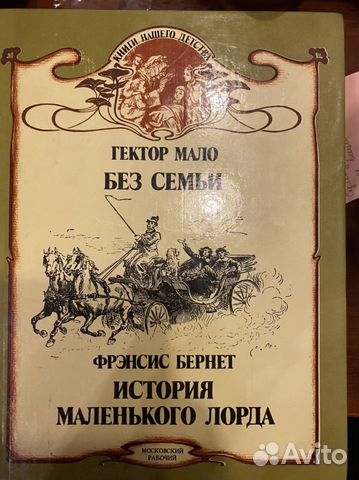 КНИГИ НАШЕГО ДЕТСТВА
ГЕКТОР МАЛО
БЕЗ СЕМЬИ
ФРЭНСИС БЕРНЕТ
ИСТОРИЯ
МАЛЕНЬКОГО ЛОРДА
МОСКОВСКИЙ
РАБОЧИЙ
Avito